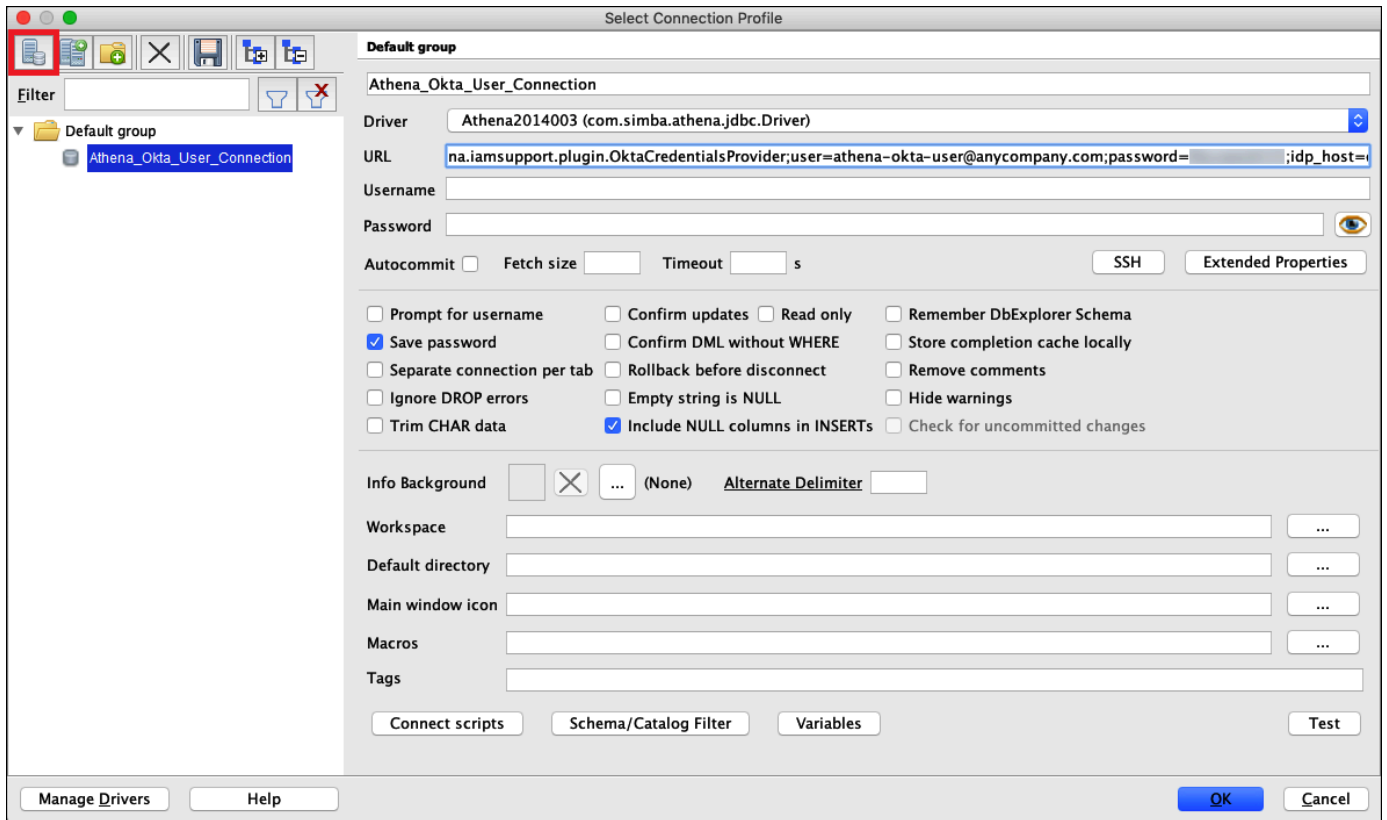 Select Connection Profile
Default group
Athena_Okta_User_Connection
Filter
Driver Athena2014003 (com.simba.athena.jdbc.Driver)
Default group
Athena_Okta_User_Connection
URL na.iamsupport.plugin.OktaCredentialsProvider;user=athena-okta-user@anycompany.com;password= ;idp_host=
Username
Password
Autocommit Fetch size Timeout s SSH Extended Properties
Prompt for username Confirm updates Read only Remember DbExplorer Schema
Save password Confirm DML without WHERE Store completion cache locally
Separate connection per tab Rollback before disconnect Remove comments
Ignore DROP errors Empty string is NULL Hide warnings
Trim CHAR data Include NULL columns in INSERTs Check for uncommitted changes
Info Background ... (None) Alternate Delimiter
Workspace ...
Default directory ...
Main window icon ...
Macros ...
Tags
Connect scripts Schema/Catalog Filter Variables Test
Manage Drivers Help OK Cancel